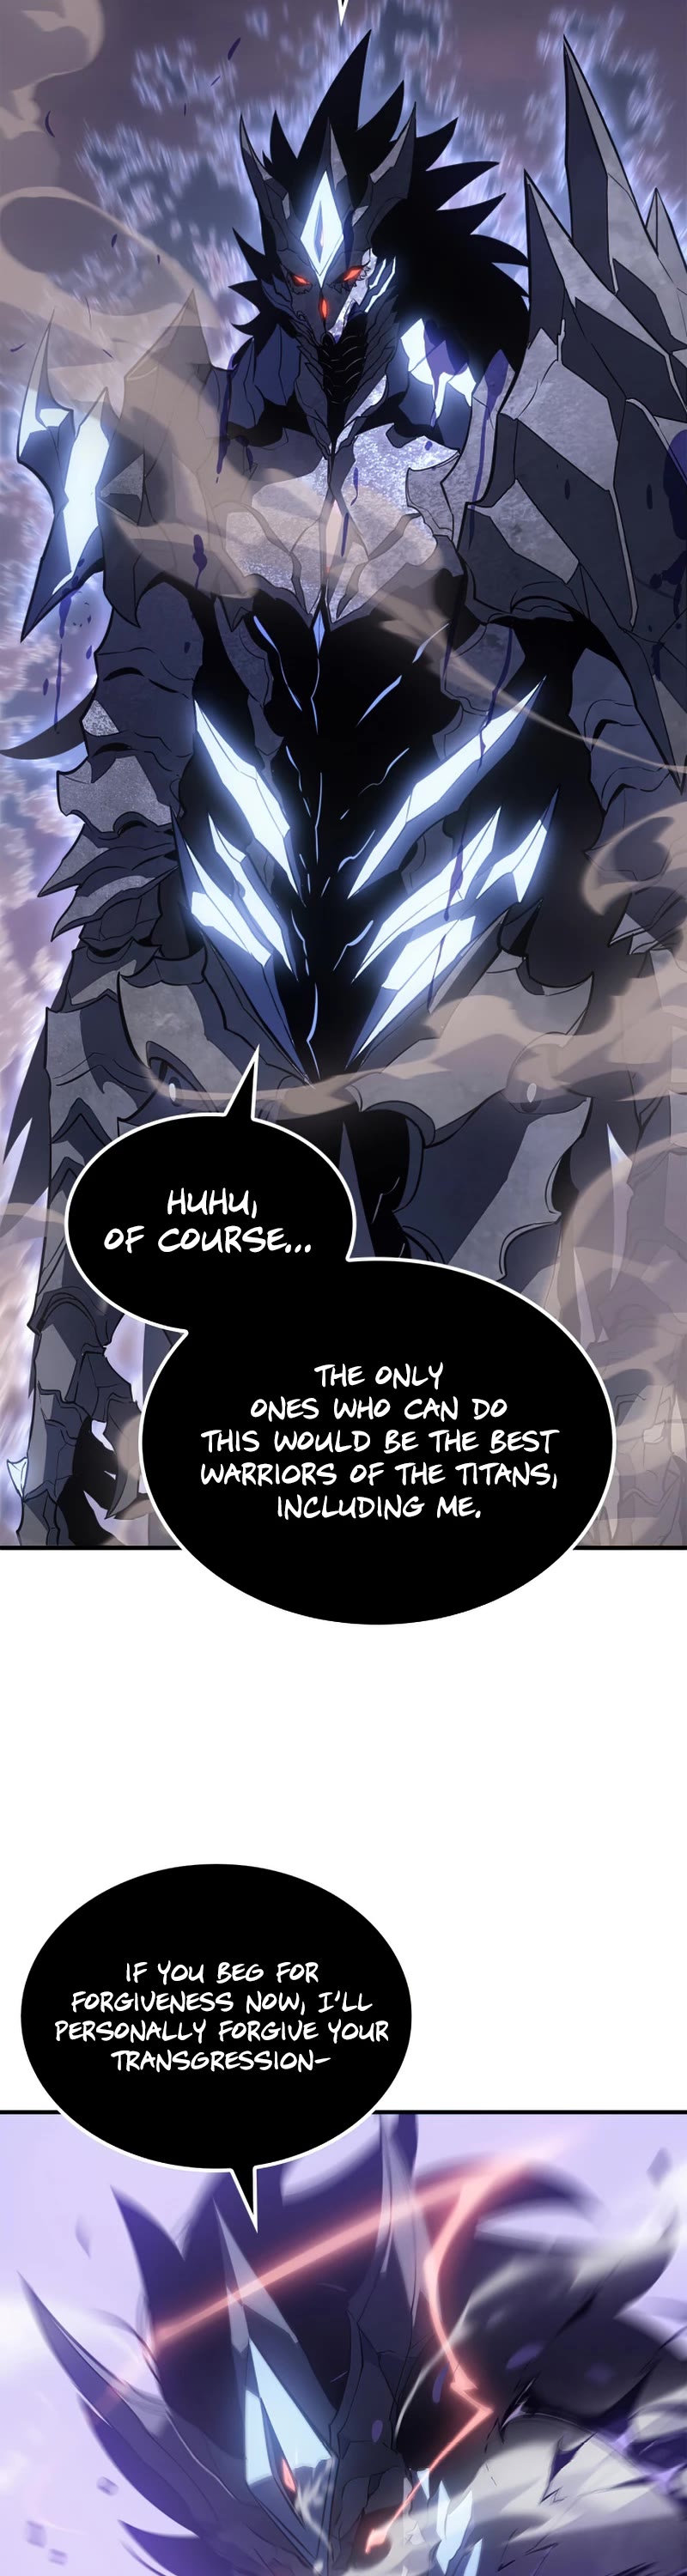 HUHU,
OF COURSE...
THE ONLY
ONES WHO CAN DO
THIS WOULD BE THE BEST
WARRIORS OF THE TITANS,
INCLUDING ME.
IF YOU BEG FOR
FORGIVENESS NOW, I'LL
PERSONALLY FORGIVE YOUR
TRANSGRESSION-